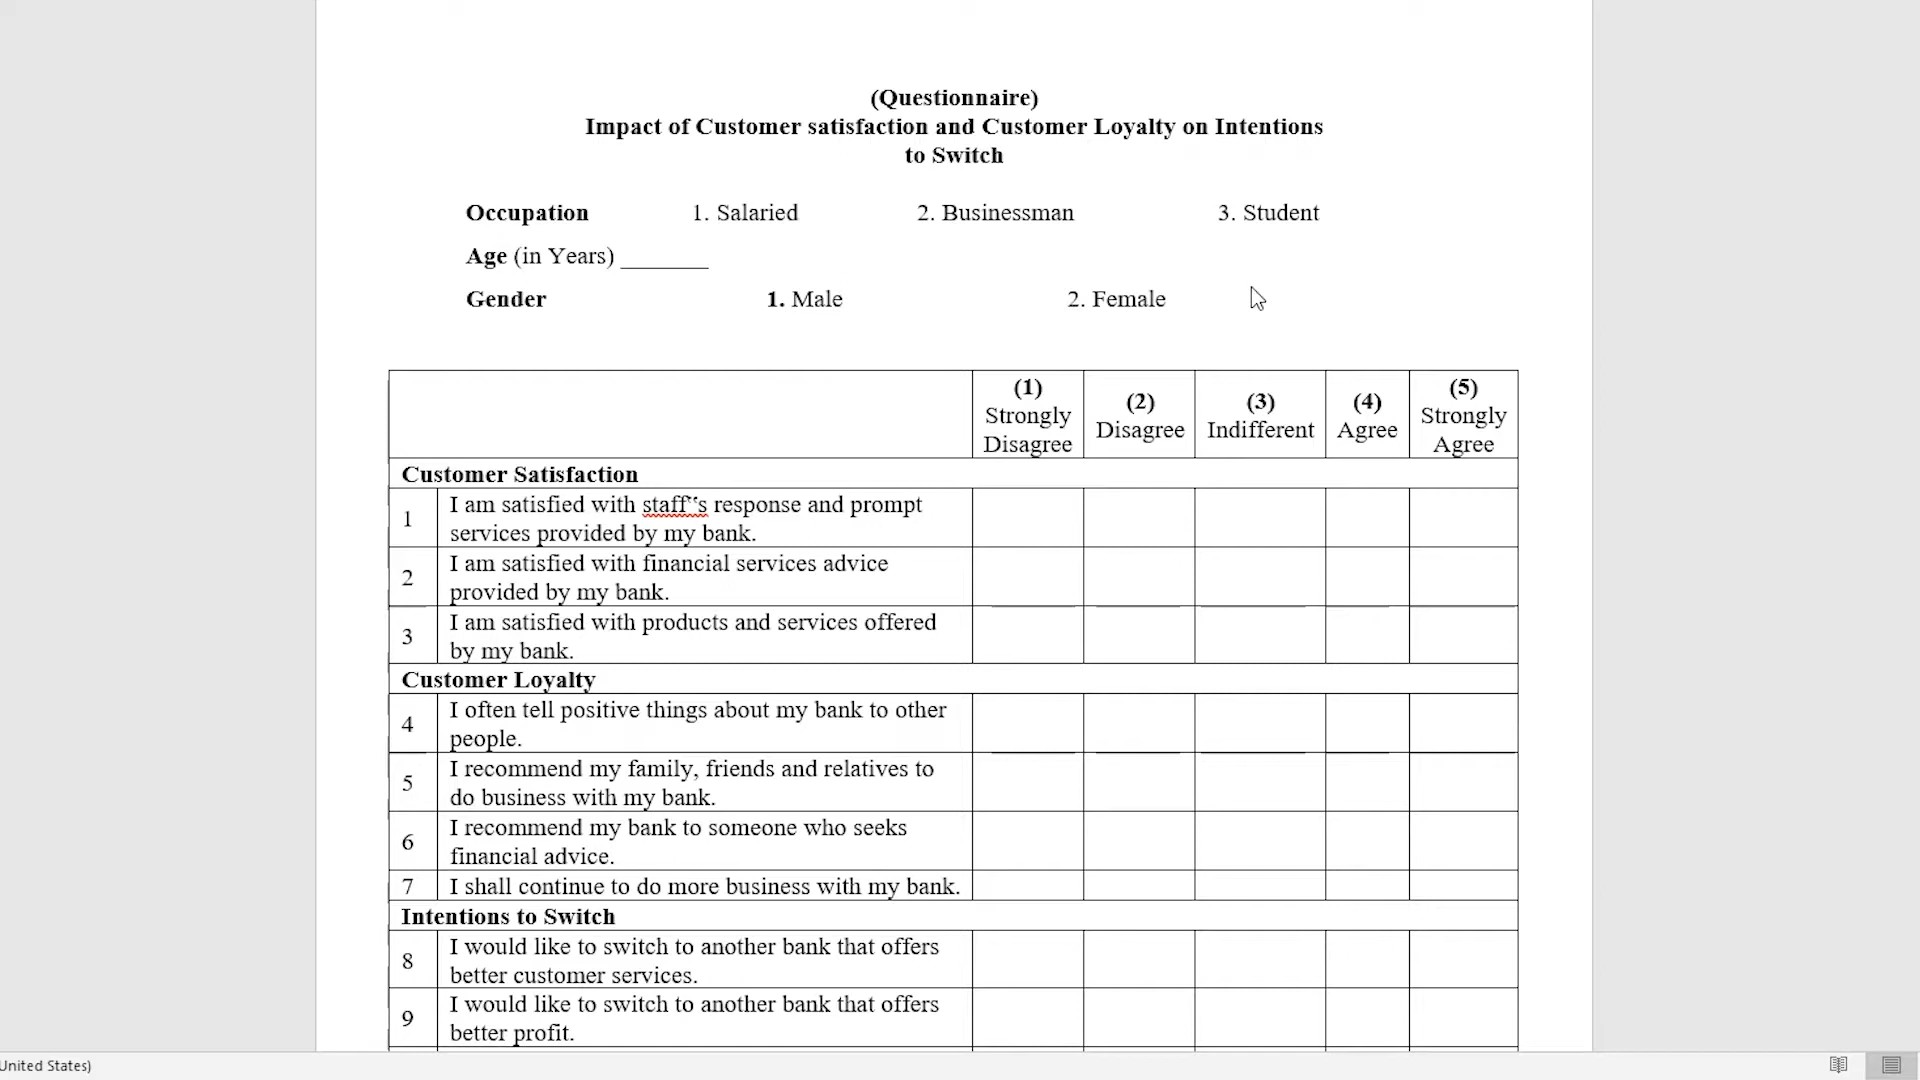 (Questionnaire)
Impact of Customer satisfaction and Customer Loyalty on Intentions
to Switch
Occupation 1. Salaried 2. Businessman 3. Student
Age (in Years) _______
Gender 1. Male 2. Female
(1) Strongly Disagree (2) Disagree (3) Indifferent (4) Agree (5) Strongly Agree
Customer Satisfaction
1 I am satisfied with staff‟s response and prompt
services provided by my bank.
2 I am satisfied with financial services advice
provided by my bank.
3 I am satisfied with products and services offered
by my bank.
Customer Loyalty
4 I often tell positive things about my bank to other
people.
5 I recommend my family, friends and relatives to
do business with my bank.
6 I recommend my bank to someone who seeks
financial advice.
7 I shall continue to do more business with my bank.
Intentions to Switch
8 I would like to switch to another bank that offers
better customer services.
9 I would like to switch to another bank that offers
better profit.
United States)